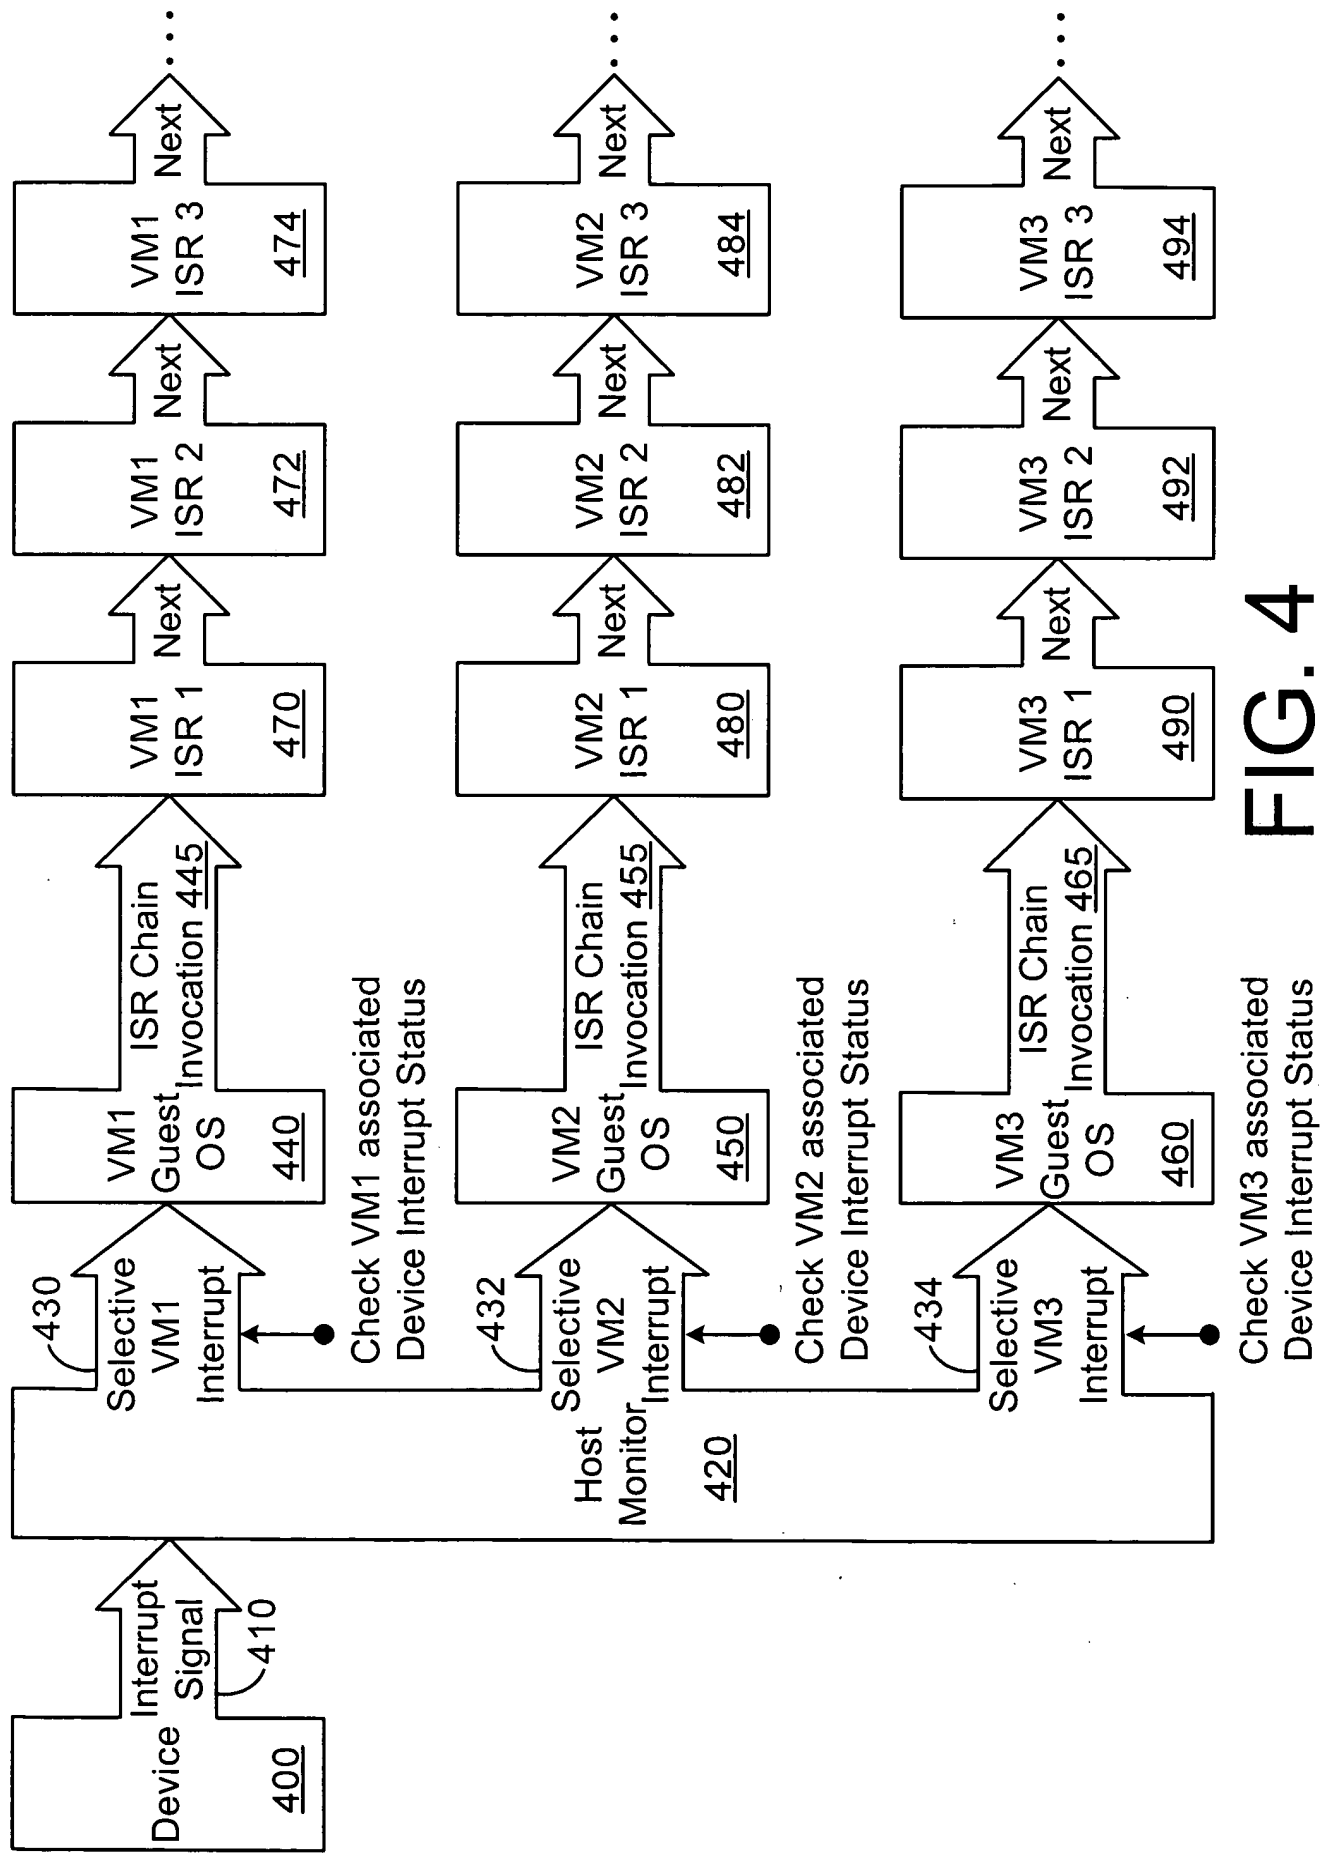 Device
400
Interrupt
Signal
410
Host
Monitor
420
430
Selective
VM1
Interrupt
Check VM1 associated
Device Interrupt Status
VM1
Guest
OS
440
ISR Chain
Invocation 445
VM1
ISR 1
470
Next
VM1
ISR 2
472
Next
VM1
ISR 3
474
Next
432
Selective
VM2
Interrupt
Check VM2 associated
Device Interrupt Status
VM2
Guest
OS
450
ISR Chain
Invocation 455
VM2
ISR 1
480
Next
VM2
ISR 2
482
Next
VM2
ISR 3
484
Next
434
Selective
VM3
Interrupt
Check VM3 associated
Device Interrupt Status
VM3
Guest
OS
460
ISR Chain
Invocation 465
VM3
ISR 1
490
Next
VM3
ISR 2
492
Next
VM3
ISR 3
494
Next
FIG. 4